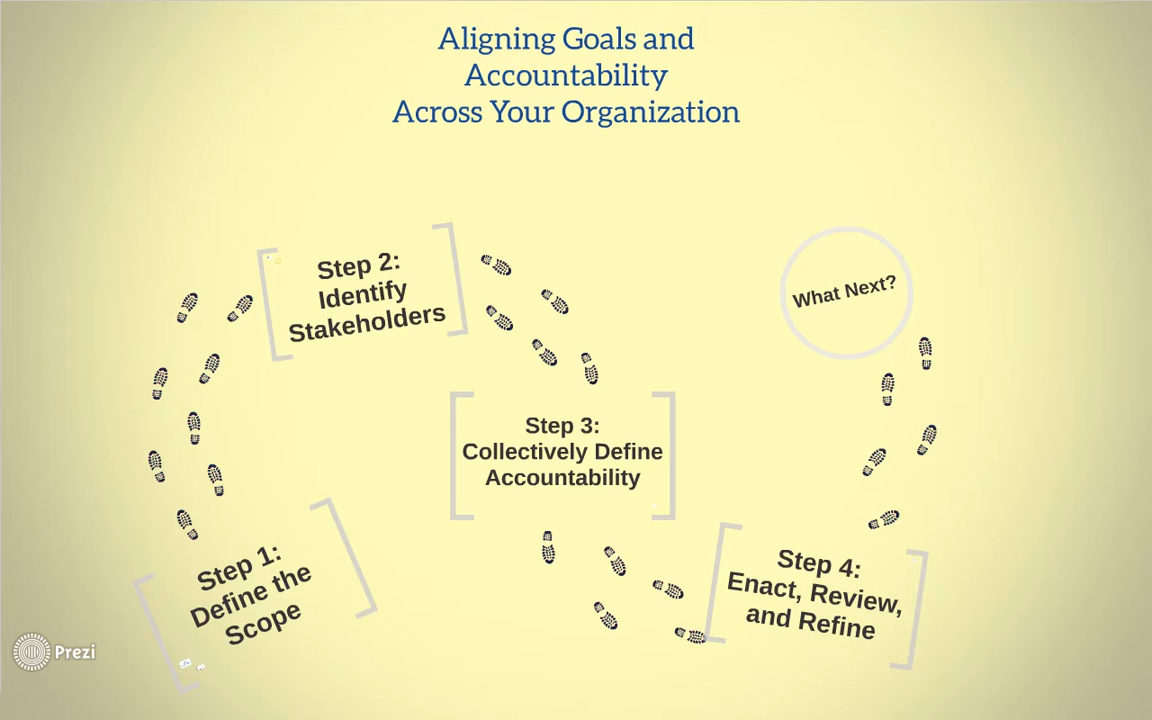 Aligning Goals and
Accountability
Across Your Organization
Step 1:
Define the
Scope
Step 2:
Identify
Stakeholders
Step 3:
Collectively Define
Accountability
Step 4:
Enact, Review,
and Refine
What Next?
Prezi